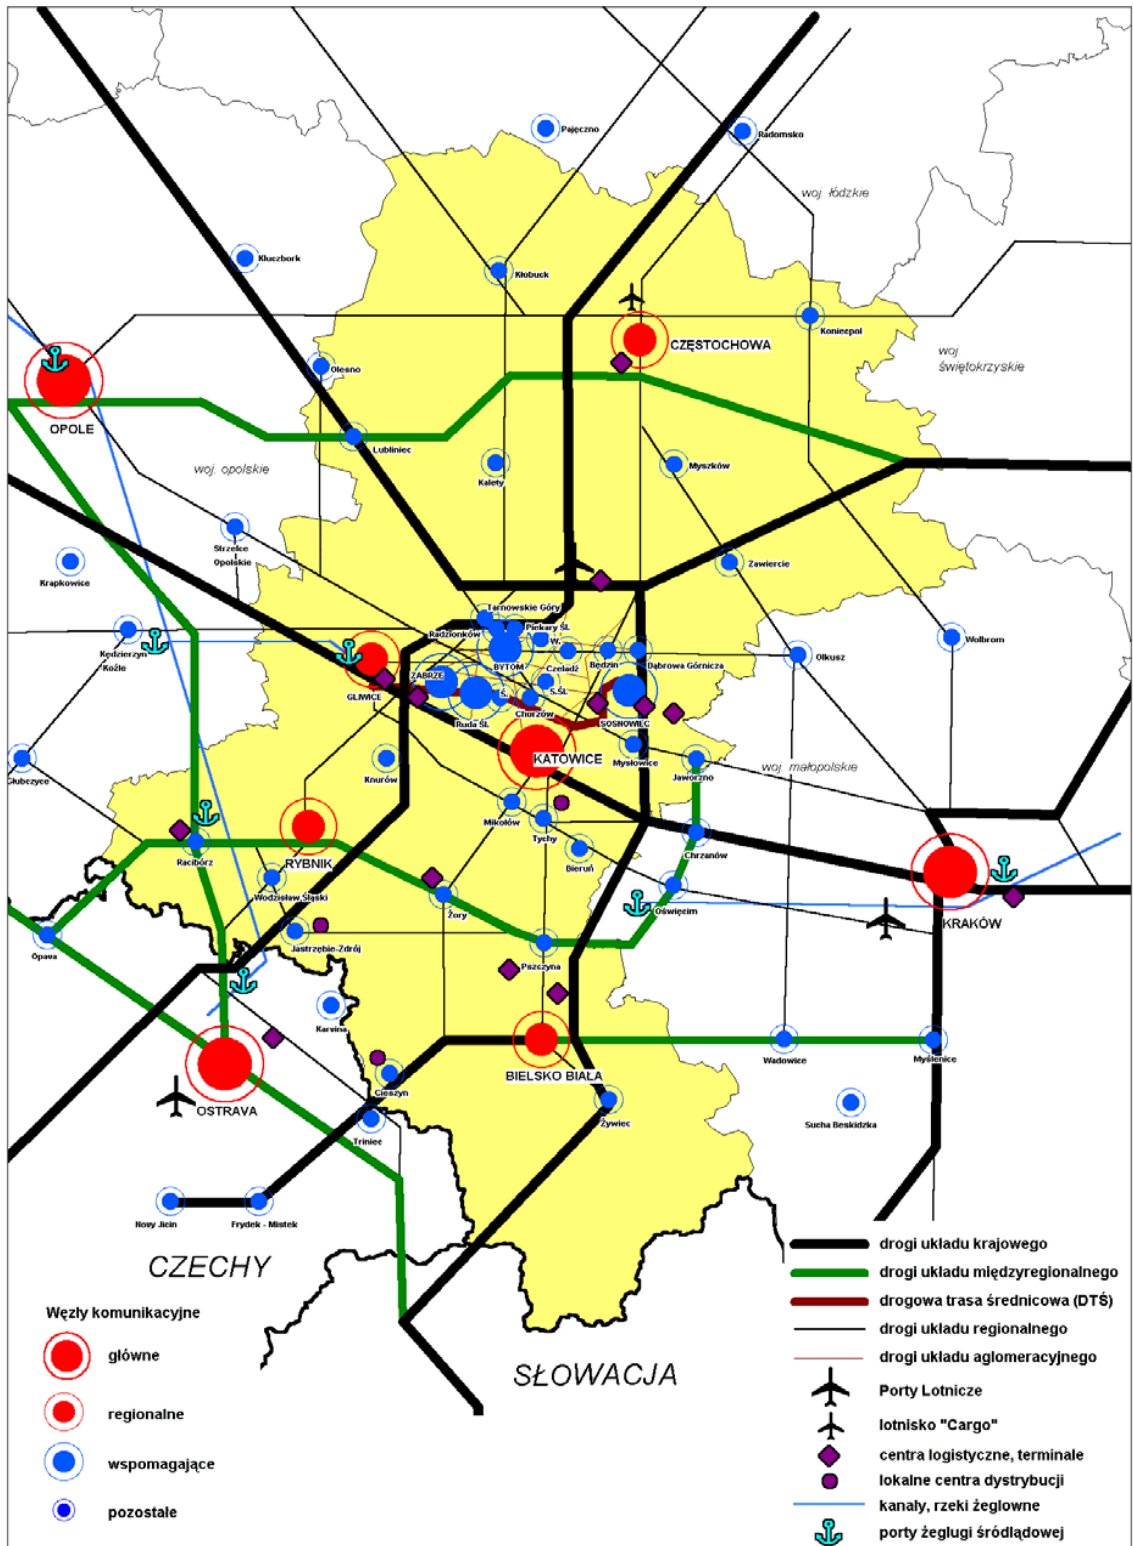 Pajęczno
Radomsko
woj. łódzkie
Kluczbork
Kłobuck
Koniecpol
CZĘSTOCHOWA
woj.
świętokrzyskie
Olesno
OPOLE
Lubliniec
woj. opolskie
Kalety
Myszków
Strzelce
Opolskie
Krapkowice
Zawiercie
Tarnowskie Góry
Radzionków
Piekary Śl.
W.
Kędzierzyn
Koźle
BYTOM
Czeladź
Będzin
Dąbrowa Górnicza
Olkusz
Wolbrom
ZABRZE
GLIWICE
Ruda Śl.
Ś.
S.Śl.
Chorzów
SOSNOWIEC
KATOWICE
Mysłowice
Jaworzno
woj. małopolskie
Głubczyce
Knurów
Mikołów
Tychy
Bieruń
Chrzanów
Racibórz
RYBNIK
Wodzisław Śląski
Żory
Oświęcim
KRAKÓW
Opava
Jastrzębie-Zdrój
Pszczyna
Karvina
Cieszyn
BIELSKO BIAŁA
Wadowice
Myślenice
OSTRAVA
Triniec
Żywiec
Sucha Beskidzka
Novy Jicin
Frydek - Mistek
CZECHY
SŁOWACJA
Węzły komunikacyjne
główne
regionalne
wspomagające
pozostałe
drogi układu krajowego
drogi układu międzyregionalnego
drogowa trasa średnicowa (DTŚ)
drogi układu regionalnego
drogi układu aglomeracyjnego
Porty Lotnicze
lotnisko "Cargo"
centra logistyczne, terminale
lokalne centra dystrybucji
kanały, rzeki żeglowne
porty żeglugi śródlądowej